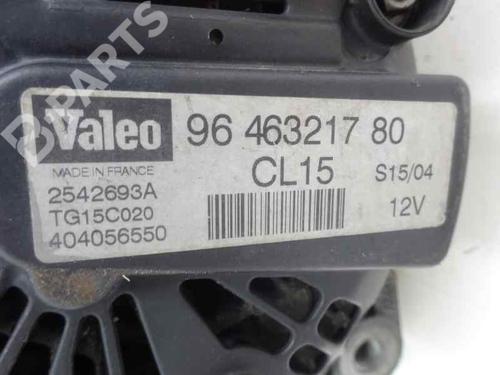 B-PARTS
Valeo
96 463217 80
MADE IN FRANCE
CL15
S15/04
2542693A
TG15C020
12V
404056550